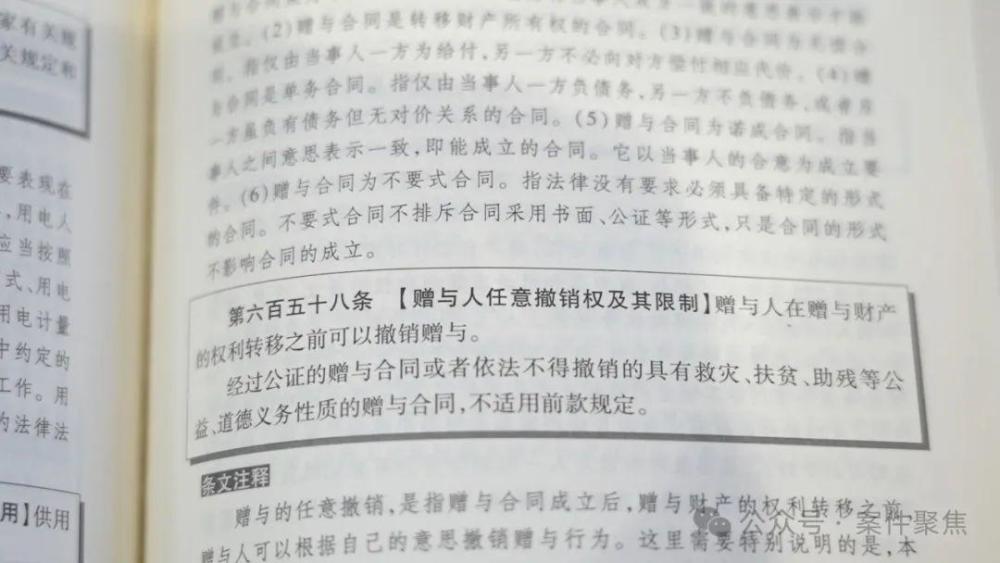 家有关规
关规定和
要表现在
,用电人
应当按照
式、用电
用电计量
中约定的
工作。用
的法律法
用】供用
(2)赠与合同是转移财产所有权的合同。(3)赠与合同为无偿合
同。指仅由当事人一方为给付,另一方不必向对方偿付相应代价。(4)赠
与合同是单务合同。指仅由当事人一方负债务,另一方不负债务,或者另
一方虽负有债务但无对价关系的合同。(5)赠与合同为诺成合同。指当
事人之间意思表示一致,即能成立的合同。它以当事人的合意为成立要
件。(6)赠与合同为不要式合同。指法律没有要求必须具备特定的形式
的合同。不要式合同不排斥合同采用书面、公证等形式,只是合同的形式
不影响合同的成立。
第六百五十八条 【赠与人任意撤销权及其限制】赠与人在赠与财产
的权利转移之前可以撤销赠与。
经过公证的赠与合同或者依法不得撤销的具有救灾、扶贫、助残等公
益、道德义务性质的赠与合同,不适用前款规定。
条文注释
赠与的任意撤销,是指赠与合同成立后,赠与财产的权利转移之前,
赠与人可以根据自己的意思撤销赠与行为。这里需要特别说明的是,本
公众号·案件聚焦